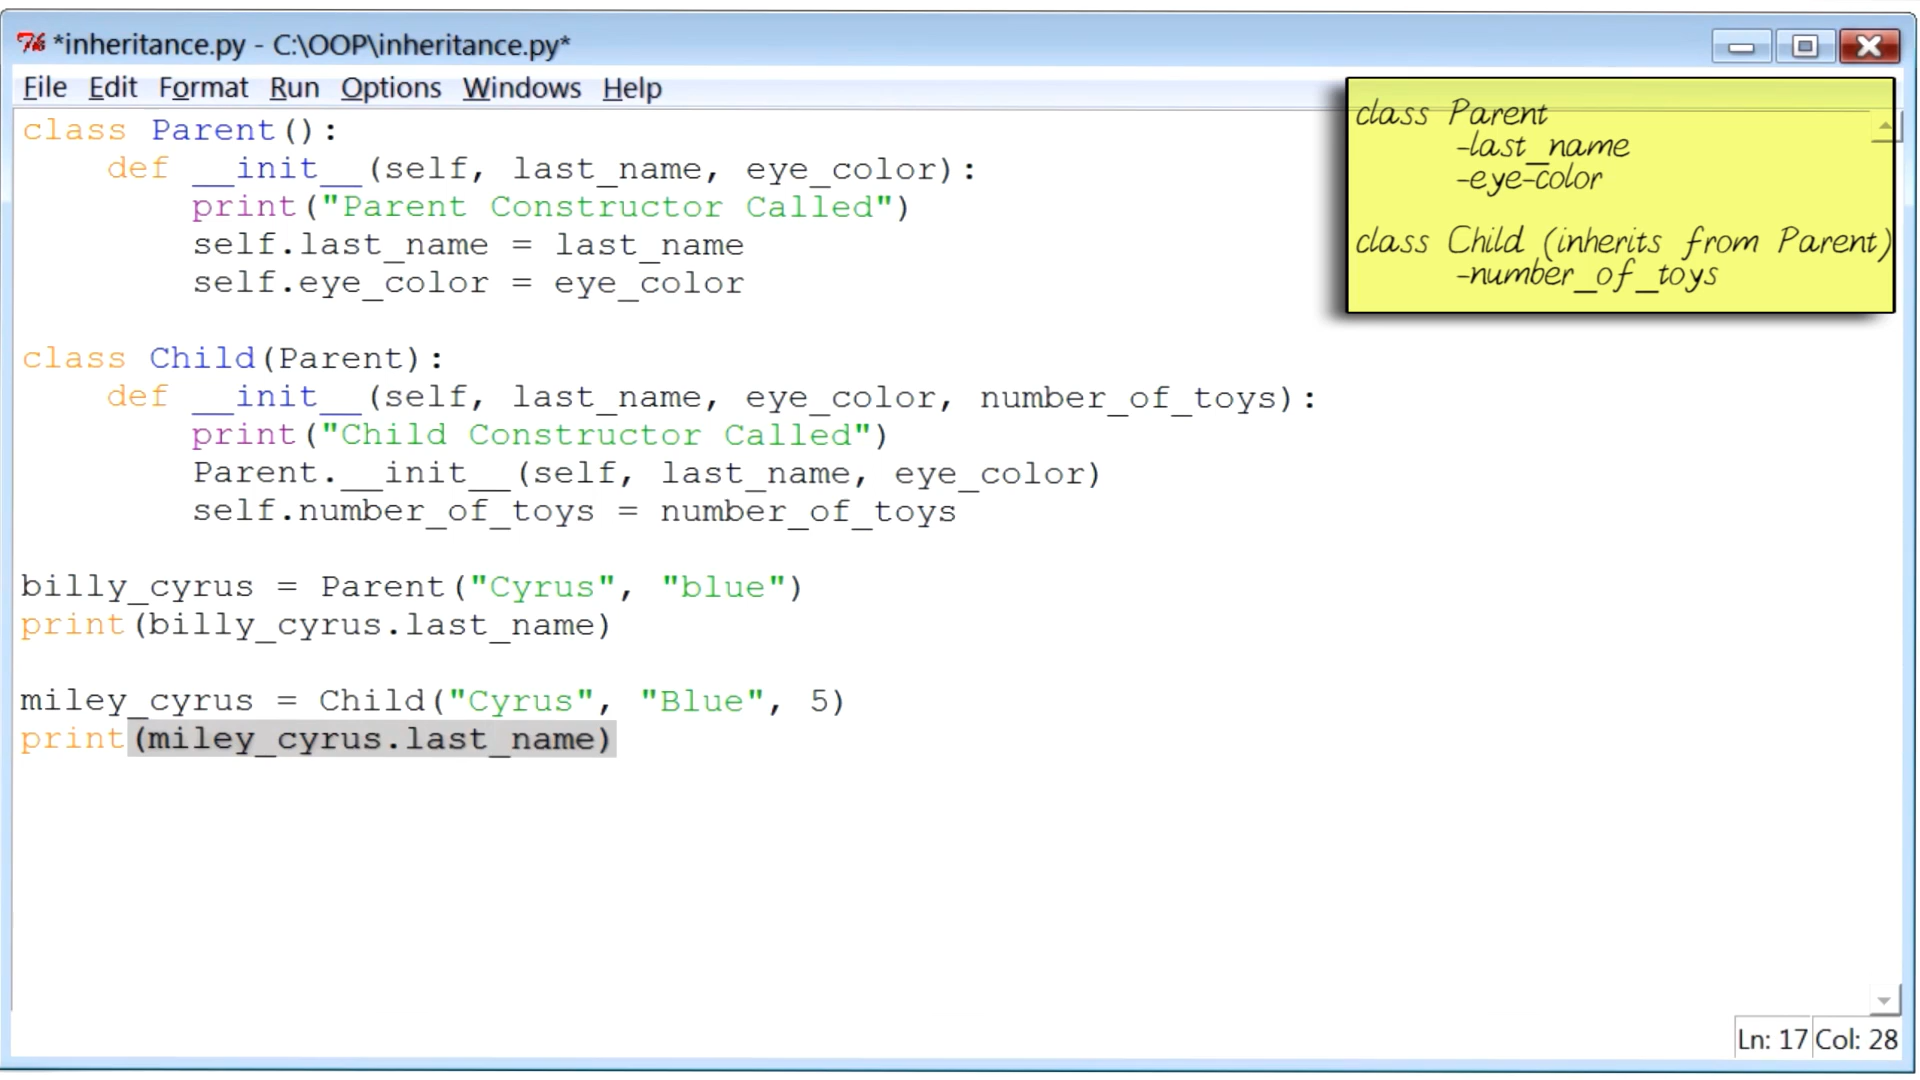 *inheritance.py - C:\OOP\inheritance.py*
File Edit Format Run Options Windows Help
class Parent():
    def __init__(self, last_name, eye_color):
        print("Parent Constructor Called")
        self.last_name = last_name
        self.eye_color = eye_color
class Child(Parent):
    def __init__(self, last_name, eye_color, number_of_toys):
        print("Child Constructor Called")
        Parent.__init__(self, last_name, eye_color)
        self.number_of_toys = number_of_toys
billy_cyrus = Parent("Cyrus", "blue")
print(billy_cyrus.last_name)
miley_cyrus = Child("Cyrus", "Blue", 5)
print(miley_cyrus.last_name)
class Parent
-last_name
-eye-color
class Child (inherits from Parent)
-number_of_toys
Ln: 17 Col: 28